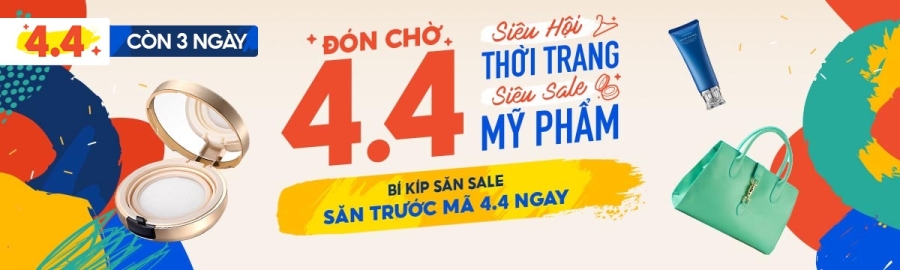 4.4 CÒN 3 NGÀY
ĐÓN CHỜ
4.4
Siêu Hội
THỜI TRANG
Siêu Sale
MỸ PHẨM
BÍ KÍP SĂN SALE
SĂN TRƯỚC MÃ 4.4 NGAY